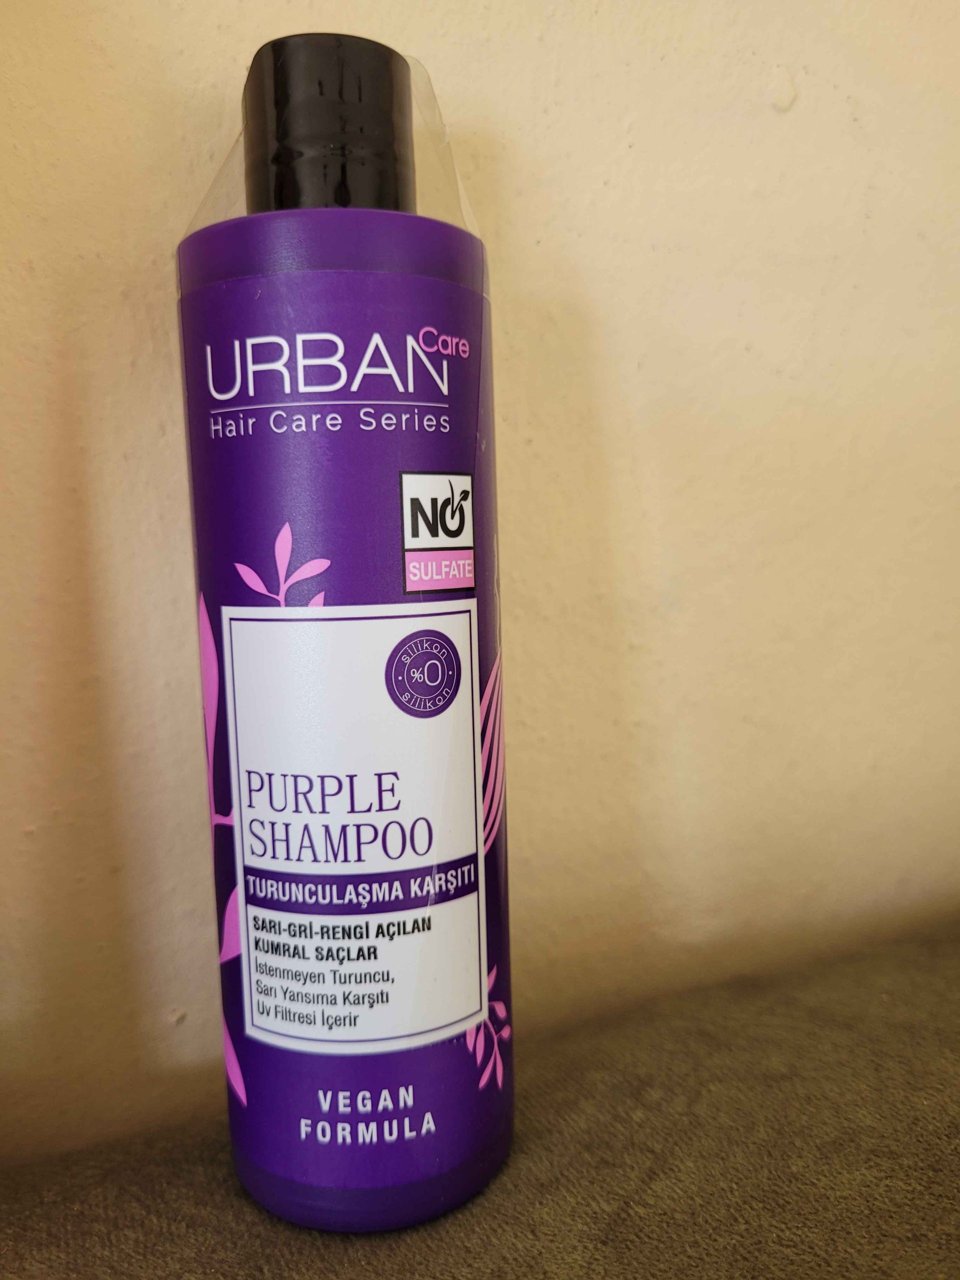 URBAN Care
Hair Care Series
NO
SULFATE
silikon
%0
silikon
PURPLE
SHAMPOO
TURUNCULAŞMA KARŞITI
SARI-GRİ-RENGİ AÇILAN
KUMRAL SAÇLAR
İstenmeyen Turuncu,
Sarı Yansıma Karşıtı
Uv Filtresi İçerir
VEGAN
FORMULA